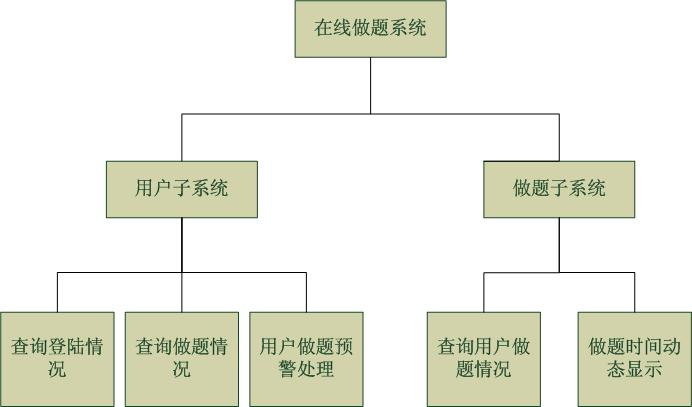 在线做题系统
用户子系统
做题子系统
查询登陆情
况
查询做题情
况
用户做题预
警处理
查询用户做
题情况
做题时间动
态显示